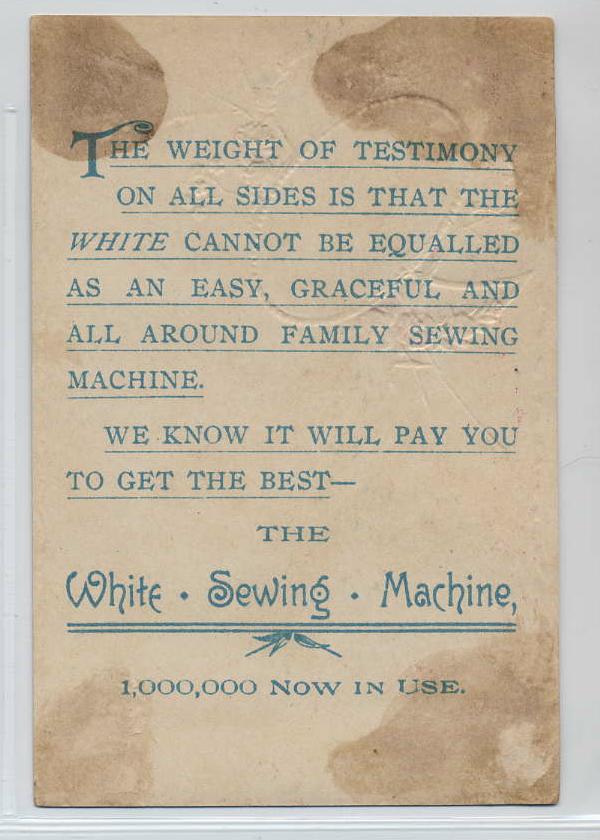 THE WEIGHT OF TESTIMONY
ON ALL SIDES IS THAT THE
WHITE CANNOT BE EQUALLED
AS AN EASY, GRACEFUL AND
ALL AROUND FAMILY SEWING
MACHINE.
WE KNOW IT WILL PAY YOU
TO GET THE BEST—
THE
White · Sewing · Machine,
1,000,000 NOW IN USE.